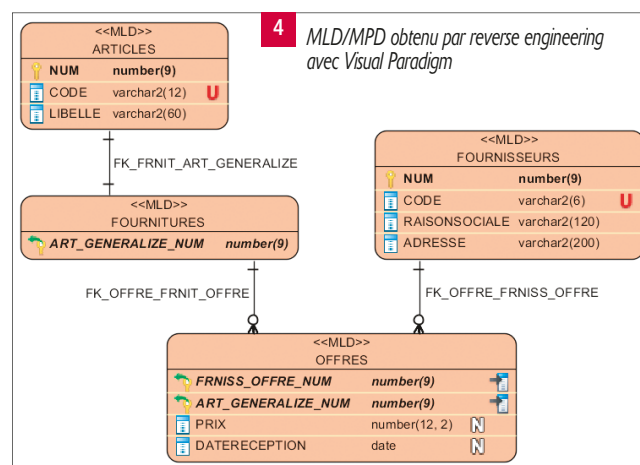 4
MLD/MPD obtenu par reverse engineering
avec Visual Paradigm
<<MLD>>
ARTICLES
NUM number(9)
CODE varchar2(12) U
LIBELLE varchar2(60)
FK_FRNIT_ART_GENERALIZE
<<MLD>>
FOURNITURES
ART_GENERALIZE_NUM number(9)
<<MLD>>
FOURNISSEURS
NUM number(9)
CODE varchar2(6) U
RAISONSOCIALE varchar2(120)
ADRESSE varchar2(200)
FK_OFFRE_FRNIT_OFFRE
FK_OFFRE_FRNISS_OFFRE
<<MLD>>
OFFRES
FRNISS_OFFRE_NUM number(9)
ART_GENERALIZE_NUM number(9)
PRIX number(12, 2) N
DATERECEPTION date N